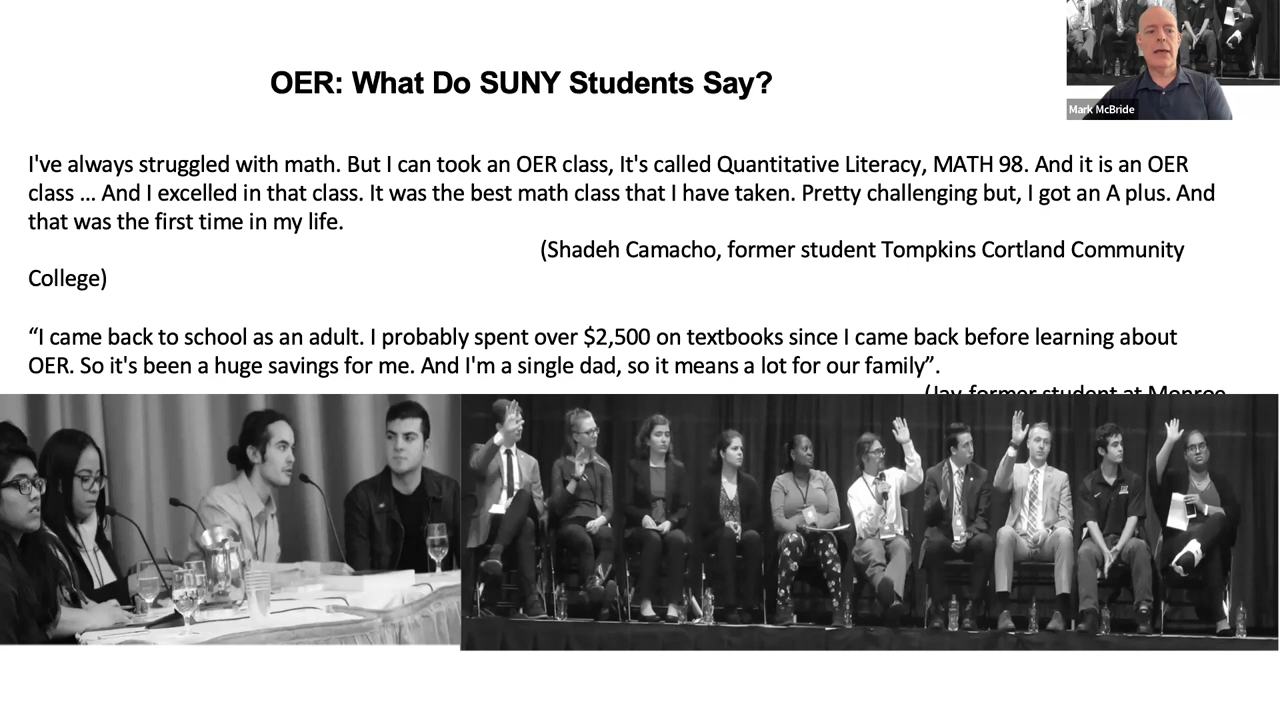 OER: What Do SUNY Students Say?
Mark McBride
I've always struggled with math. But I can took an OER class, It's called Quantitative Literacy, MATH 98. And it is an OER
class ... And I excelled in that class. It was the best math class that I have taken. Pretty challenging but, I got an A plus. And
that was the first time in my life.
(Shadeh Camacho, former student Tompkins Cortland Community
College)
“I came back to school as an adult. I probably spent over $2,500 on textbooks since I came back before learning about
OER. So it's been a huge savings for me. And I'm a single dad, so it means a lot for our family”.
(Jay, former student at Monroe